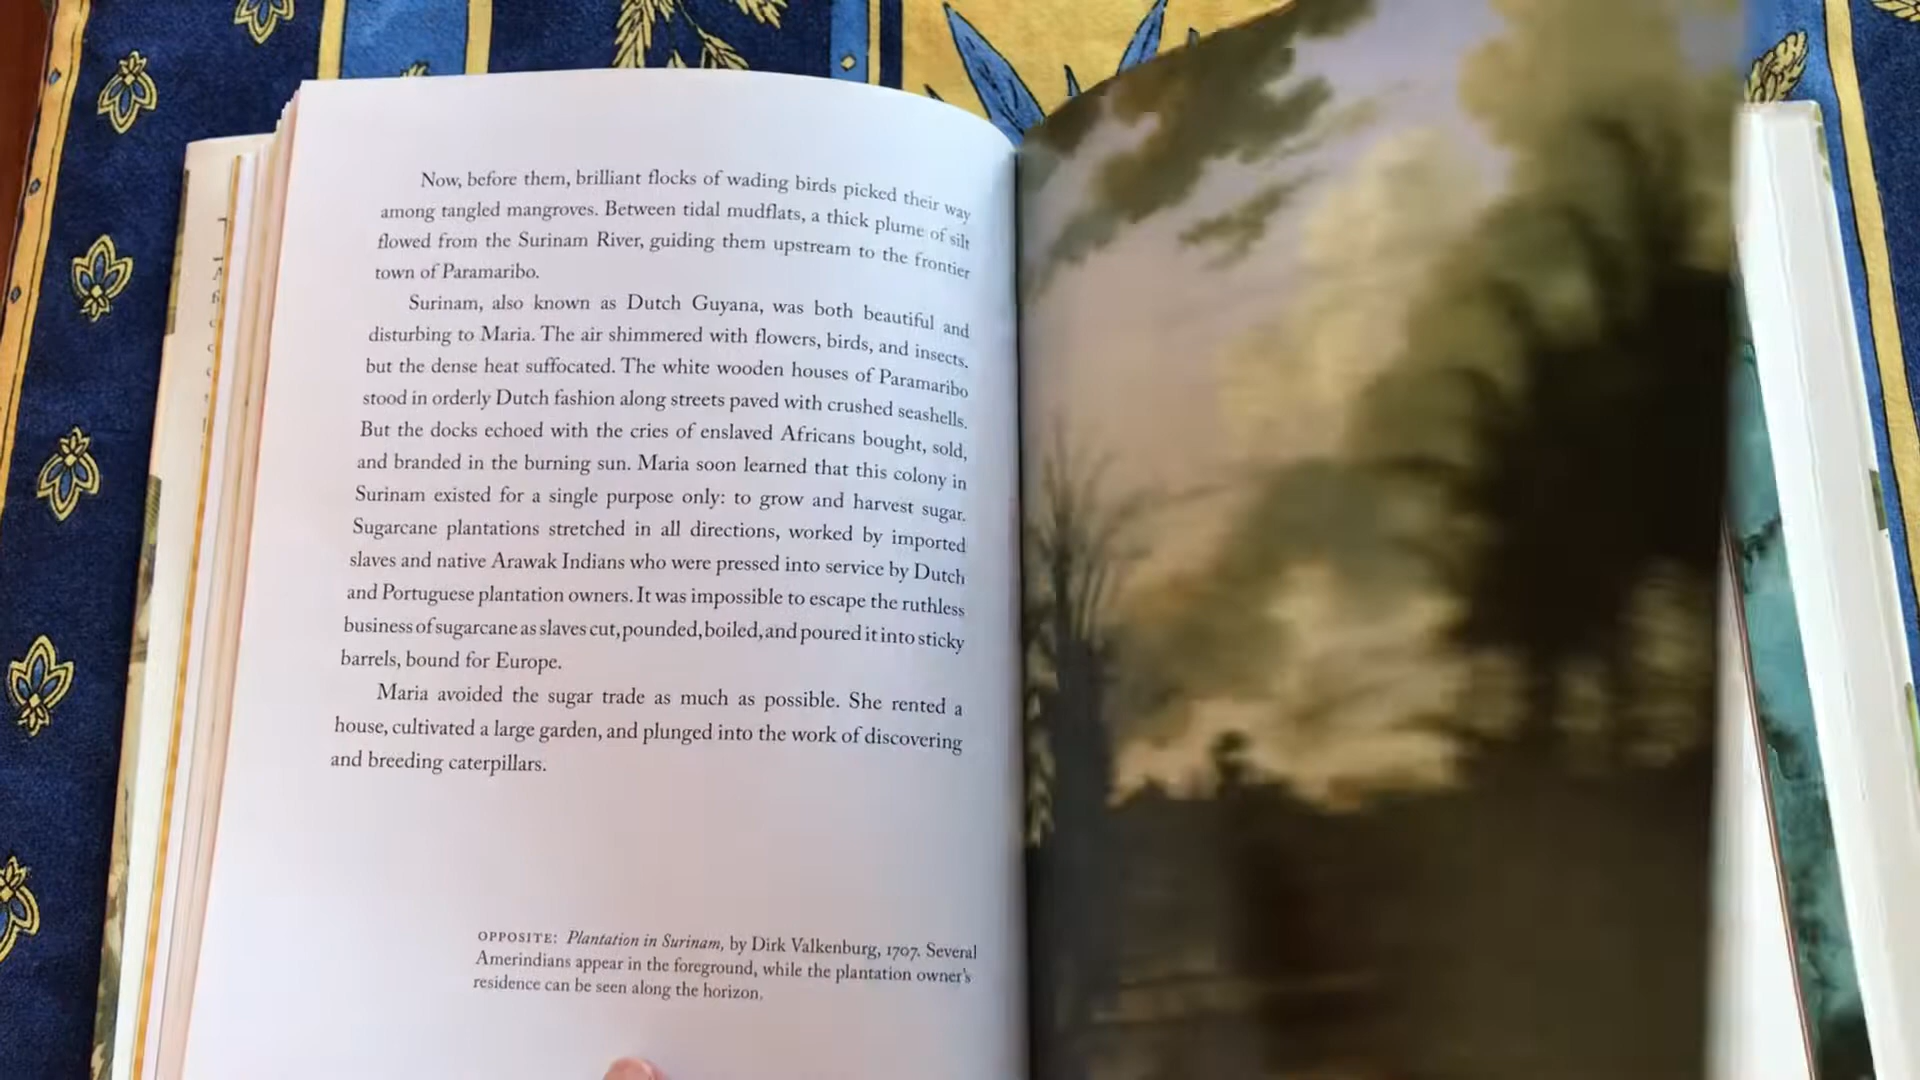 Now, before them, brilliant flocks of wading birds picked their way
among tangled mangroves. Between tidal mudflats, a thick plume of silt
flowed from the Surinam River, guiding them upstream to the frontier
town of Paramaribo.
Surinam, also known as Dutch Guyana, was both beautiful and
disturbing to Maria. The air shimmered with flowers, birds, and insects,
but the dense heat suffocated. The white wooden houses of Paramaribo
stood in orderly Dutch fashion along streets paved with crushed seashells.
But the docks echoed with the cries of enslaved Africans bought, sold,
and branded in the burning sun. Maria soon learned that this colony in
Surinam existed for a single purpose only: to grow and harvest sugar.
Sugarcane plantations stretched in all directions, worked by imported
slaves and native Arawak Indians who were pressed into service by Dutch
and Portuguese plantation owners. It was impossible to escape the ruthless
business of sugarcane as slaves cut, pounded, boiled, and poured it into sticky
barrels, bound for Europe.
Maria avoided the sugar trade as much as possible. She rented a
house, cultivated a large garden, and plunged into the work of discovering
and breeding caterpillars.
OPPOSITE: Plantation in Surinam, by Dirk Valkenburg, 1707. Several
Amerindians appear in the foreground, while the plantation owner's
residence can be seen along the horizon.